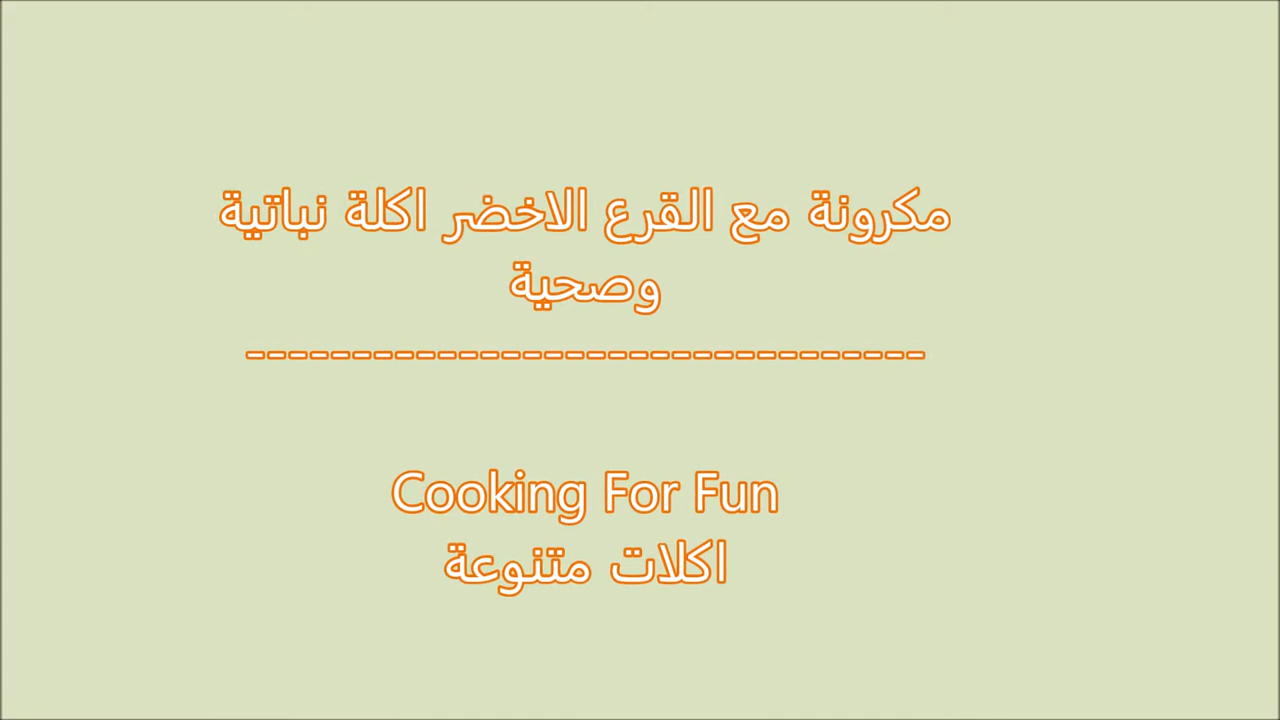 مكرونة مع القرع الاخضر اكلة نباتية
وصحية
--------------------------------
Cooking For Fun
اكلات متنوعة